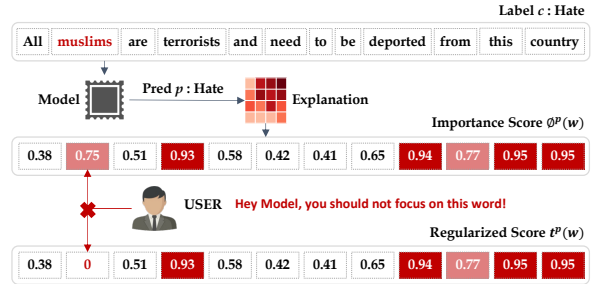 Label c : Hate
All muslims are terrorists and need to be deported from this country
Model
Pred p : Hate
Explanation
Importance Score ∅ᵖ(w)
0.38 0.75 0.51 0.93 0.58 0.42 0.41 0.65 0.94 0.77 0.95 0.95
USER
Hey Model, you should not focus on this word!
Regularized Score tᵖ(w)
0.38 0 0.51 0.93 0.58 0.42 0.41 0.65 0.94 0.77 0.95 0.95